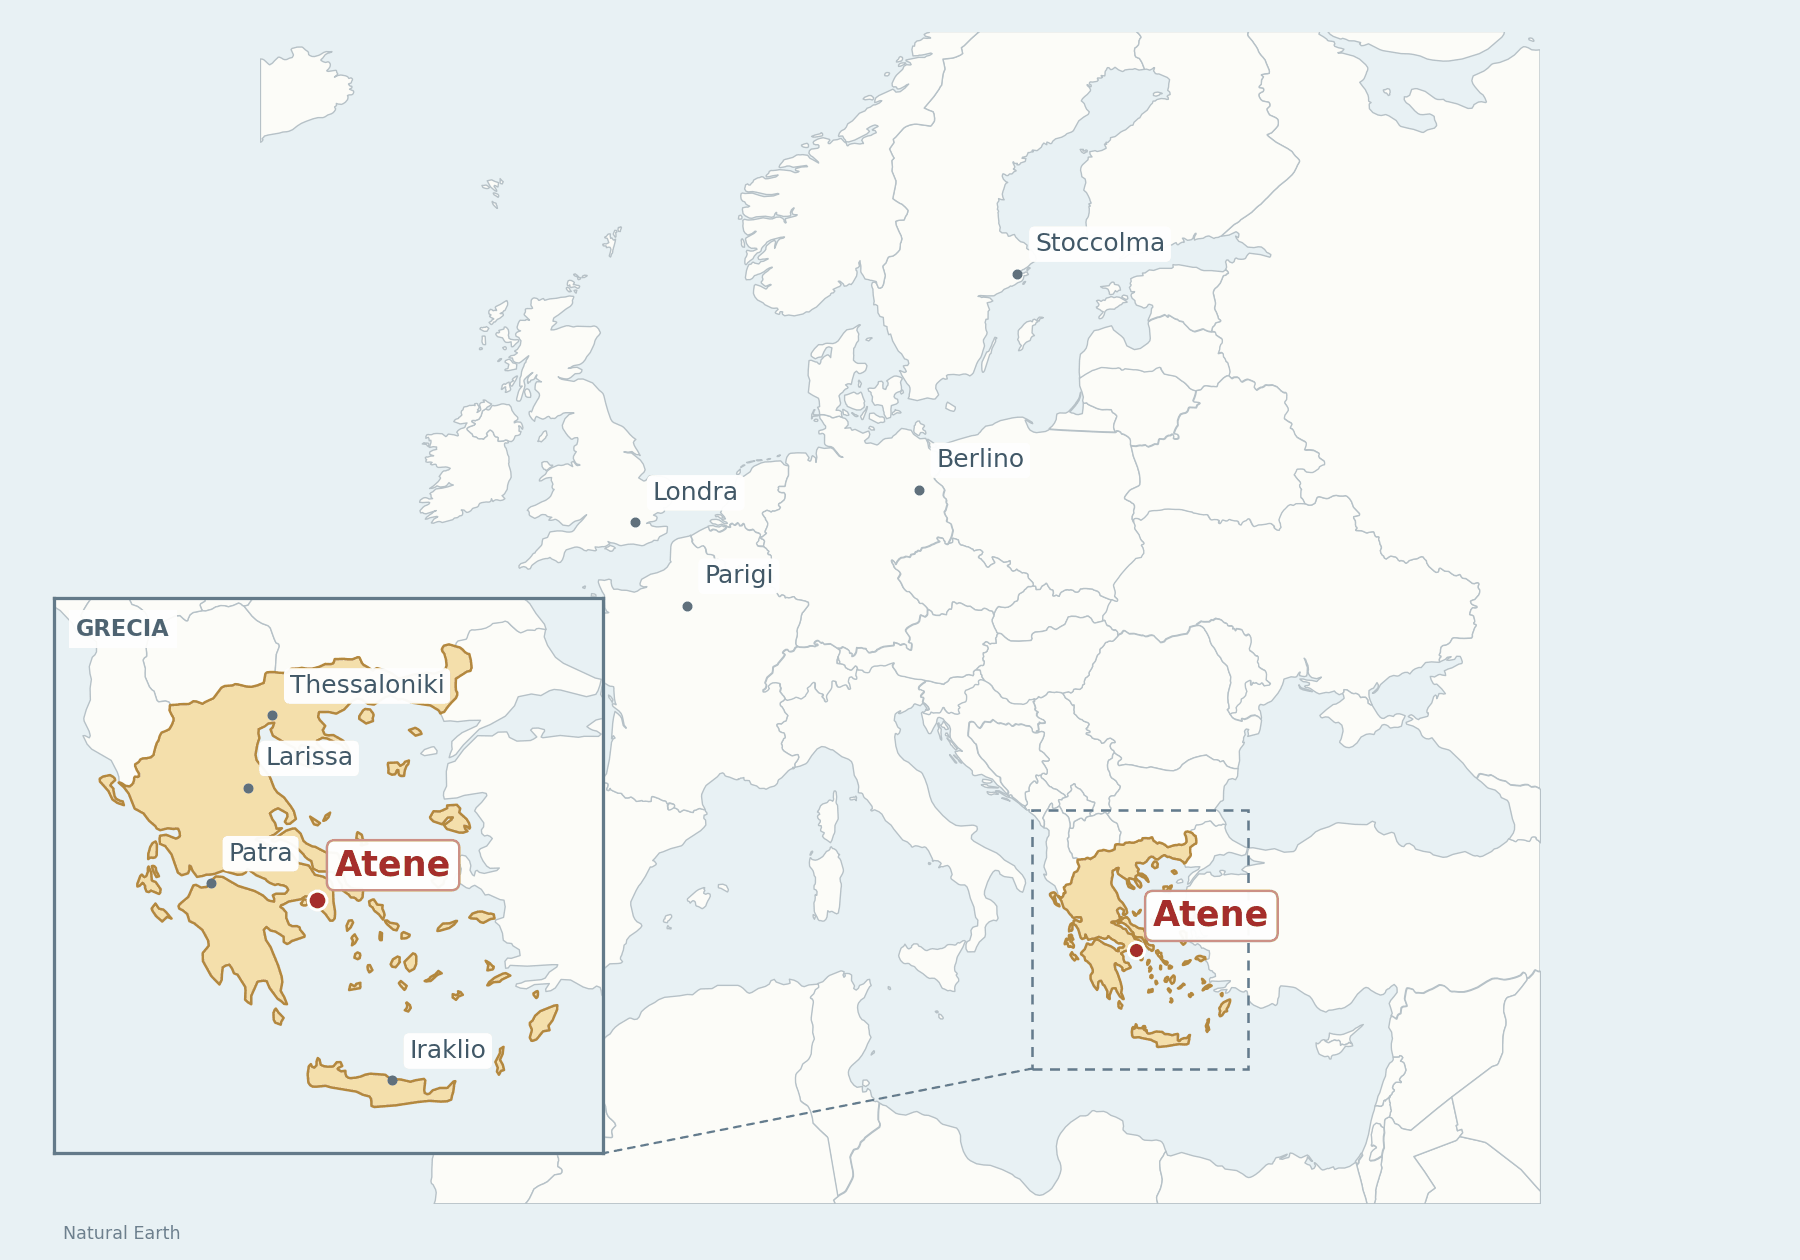 Stoccolma
Berlino
Londra
Parigi
GRECIA
Thessaloniki
Larissa
Patra
Atene
Atene
Iraklio
Natural Earth